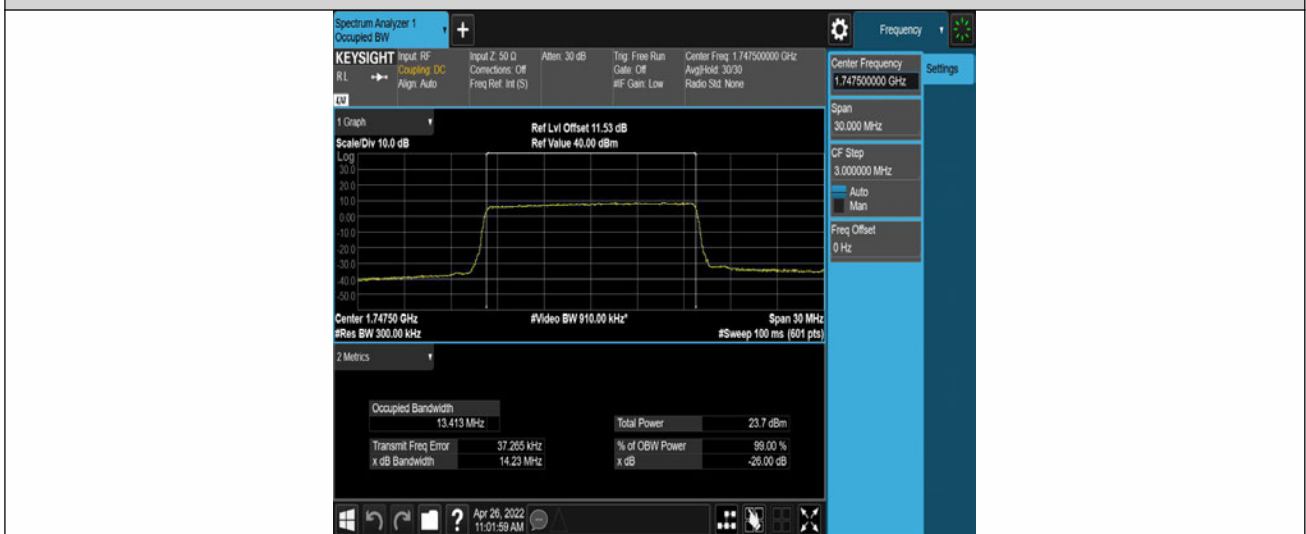 Spectrum Analyzer 1
Occupied BW
+
Frequency
KEYSIGHT
RL
Input: RF
Coupling: DC
Align: Auto
Input Z: 50 Ω
Corrections: Off
Freq Ref: Int (S)
Atten: 30 dB
Trig: Free Run
Gate: Off
#IF Gain: Low
Center Freq: 1.747500000 GHz
Avg|Hold: 30/30
Radio Std: None
Center Frequency
1.747500000 GHz
Settings
Span
30.000 MHz
CF Step
3.000000 MHz
Auto
Man
Freq Offset
0 Hz
1 Graph
Scale/Div 10.0 dB
Ref Lvl Offset 11.53 dB
Ref Value 40.00 dBm
Log
30.0
20.0
10.0
0.00
-10.0
-20.0
-30.0
-40.0
-50.0
Center 1.74750 GHz
#Res BW 300.00 kHz
#Video BW 910.00 kHz*
Span 30 MHz
#Sweep 100 ms (601 pts)
2 Metrics
Occupied Bandwidth
13.413 MHz
Transmit Freq Error 37.265 kHz
x dB Bandwidth 14.23 MHz
Total Power 23.7 dBm
% of OBW Power 99.00 %
x dB -26.00 dB
?
Apr 26, 2022
11:01:59 AM